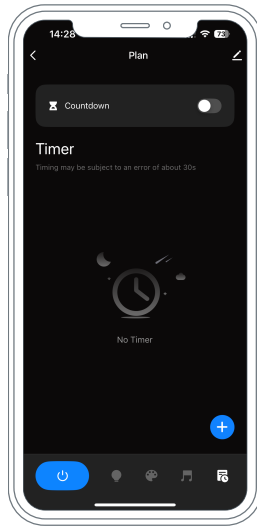 14:28
73
Plan
Countdown
Timer
Timing may be subject to an error of about 30s
No Timer